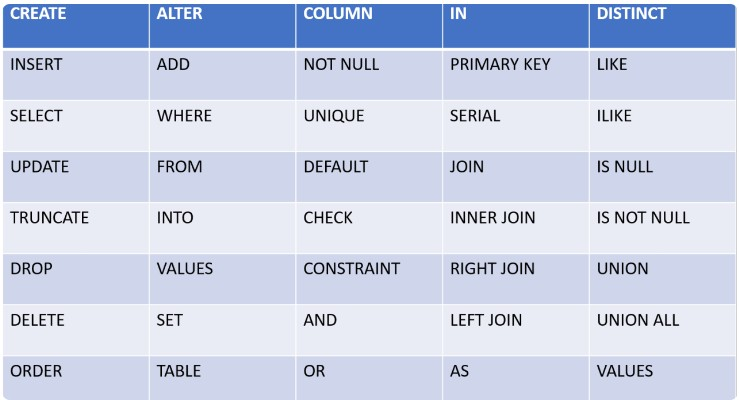 CREATE ALTER COLUMN IN DISTINCT
INSERT ADD NOT NULL PRIMARY KEY LIKE
SELECT WHERE UNIQUE SERIAL ILIKE
UPDATE FROM DEFAULT JOIN IS NULL
TRUNCATE INTO CHECK INNER JOIN IS NOT NULL
DROP VALUES CONSTRAINT RIGHT JOIN UNION
DELETE SET AND LEFT JOIN UNION ALL
ORDER TABLE OR AS VALUES